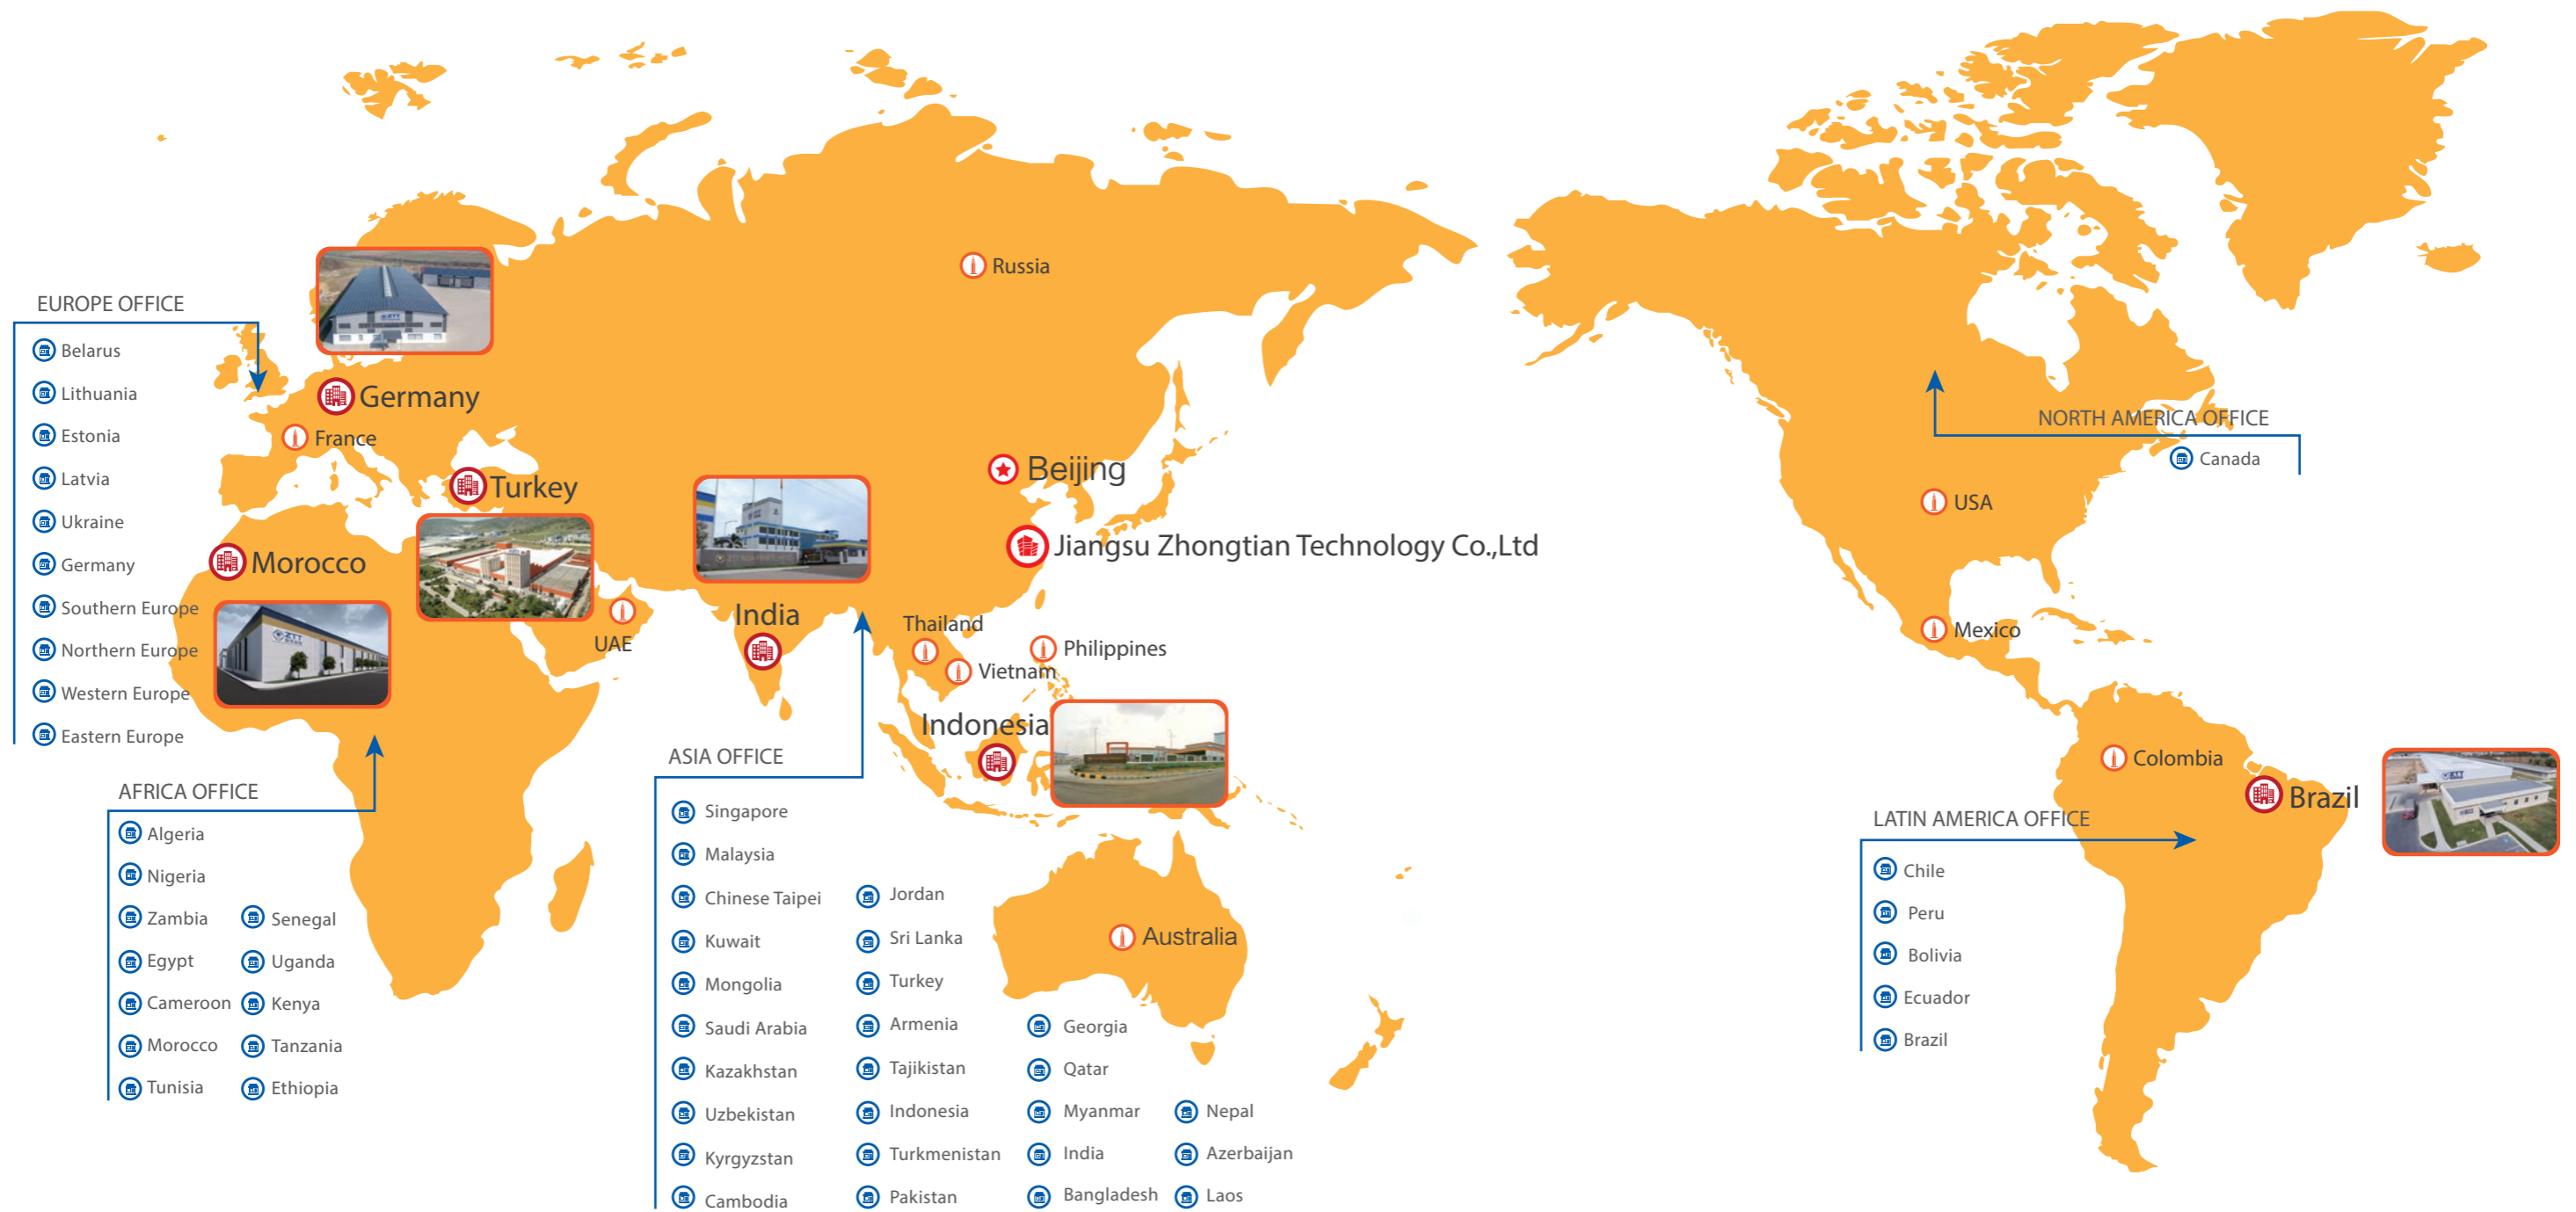 Russia
EUROPE OFFICE
Belarus
Lithuania
Estonia
Latvia
Ukraine
Germany
Southern Europe
Northern Europe
Western Europe
Eastern Europe
Germany
France
Turkey
Morocco
ZTT
ZTT
UAE
India
Beijing
Jiangsu Zhongtian Technology Co.,Ltd
Thailand
Vietnam
Philippines
Indonesia
Australia
AFRICA OFFICE
Algeria
Nigeria
Zambia
Senegal
Egypt
Uganda
Cameroon
Kenya
Morocco
Tanzania
Tunisia
Ethiopia
ASIA OFFICE
Singapore
Malaysia
Chinese Taipei
Kuwait
Mongolia
Saudi Arabia
Kazakhstan
Uzbekistan
Kyrgyzstan
Cambodia
Jordan
Sri Lanka
Turkey
Armenia
Tajikistan
Indonesia
Turkmenistan
Pakistan
Georgia
Qatar
Myanmar
India
Bangladesh
Nepal
Azerbaijan
Laos
NORTH AMERICA OFFICE
Canada
USA
Mexico
Colombia
Brazil
LATIN AMERICA OFFICE
Chile
Peru
Bolivia
Ecuador
Brazil